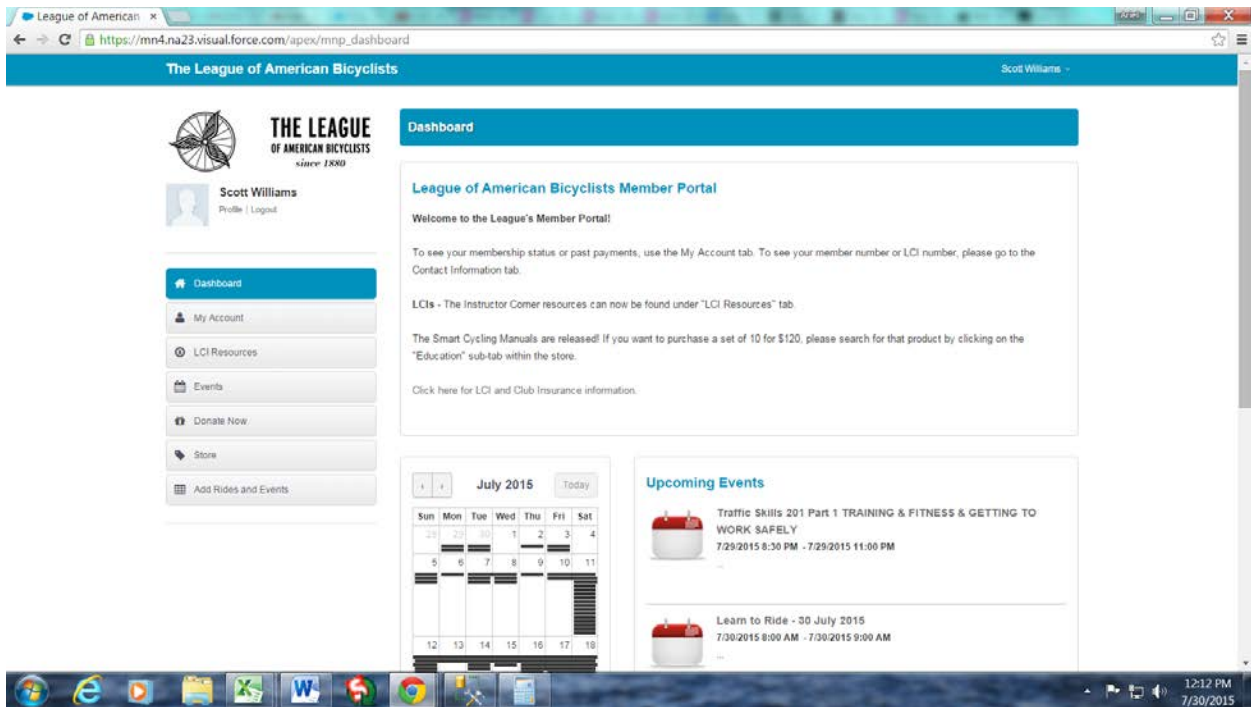 League of American
https://mn4.na23.visual.force.com/apex/mnp_dashboard
The League of American Bicyclists
Scott Williams
THE LEAGUE
OF AMERICAN BICYCLISTS
since 1880
Scott Williams
Profile | Logout
Dashboard
My Account
LCI Resources
Events
Donate Now
Store
Add Rides and Events
Dashboard
League of American Bicyclists Member Portal
Welcome to the League's Member Portal!
To see your membership status or past payments, use the My Account tab. To see your member number or LCI number, please go to the
Contact Information tab.
LCIs - The Instructor Corner resources can now be found under "LCI Resources" tab.
The Smart Cycling Manuals are released! If you want to purchase a set of 10 for $120, please search for that product by clicking on the
"Education" sub-tab within the store.
Click here for LCI and Club Insurance information.
July 2015
Today
Sun Mon Tue Wed Thu Fri Sat
28 29 30 1 2 3 4
5 6 7 8 9 10 11
12 13 14 15 16 17 18
Upcoming Events
Traffic Skills 201 Part 1 TRAINING & FITNESS & GETTING TO
WORK SAFELY
7/29/2015 8:30 PM - 7/29/2015 11:00 PM
...
Learn to Ride - 30 July 2015
7/30/2015 8:00 AM - 7/30/2015 9:00 AM
...
12:12 PM
7/30/2015